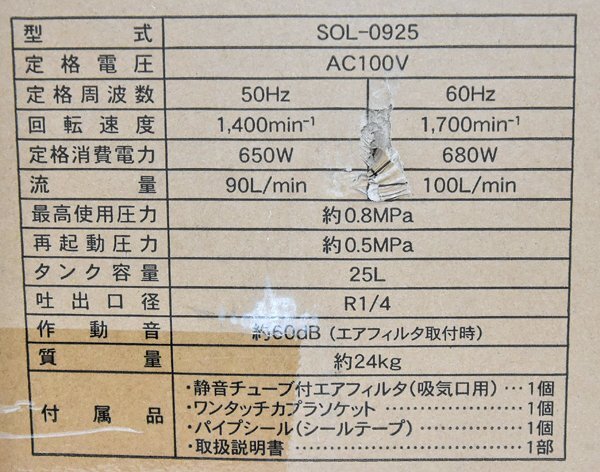 型式 SOL-0925
定格電圧 AC100V
定格周波数 50Hz 60Hz
回転速度 1,400min⁻¹ 1,700min⁻¹
定格消費電力 650W 680W
流量 90L/min 100L/min
最高使用圧力 約0.8MPa
再起動圧力 約0.5MPa
タンク容量 25L
吐出口径 R1/4
作動音 約60dB（エアフィルタ取付時）
質量 約24kg
付属品
・静音チューブ付エアフィルタ（吸気口用）…1個
・ワンタッチカプラソケット………………1個
・パイプシール（シールテープ）…………1個
・取扱説明書………………………………1部